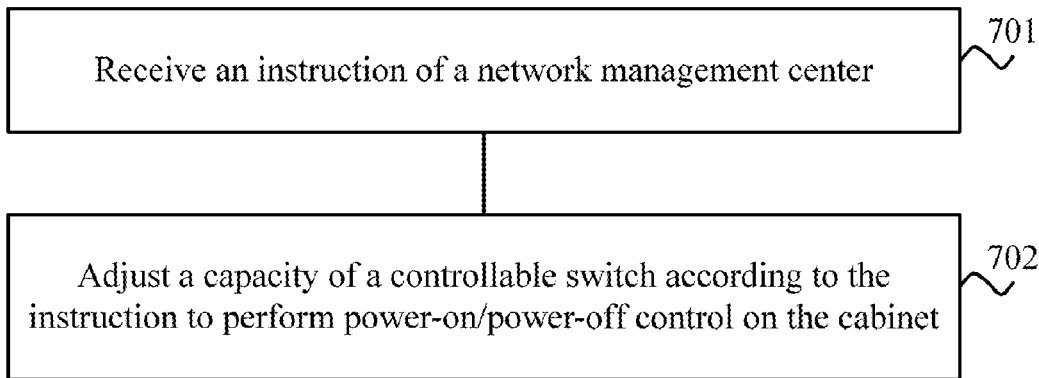 701
Receive an instruction of a network management center
702
Adjust a capacity of a controllable switch according to the
instruction to perform power-on/power-off control on the cabinet